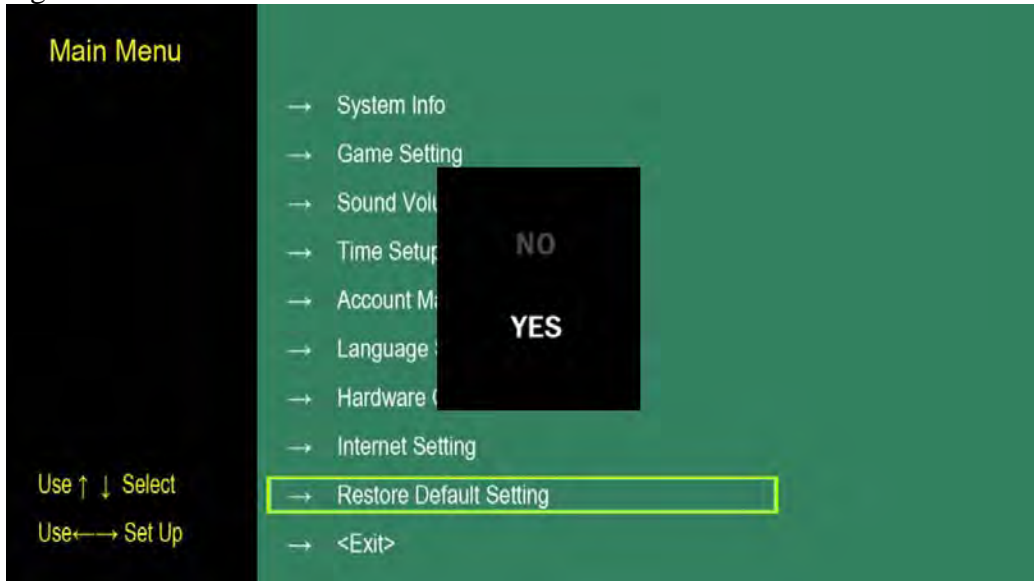 Main Menu
→ System Info
→ Game Setting
→ Sound
→ Time Setup
→ Account
→ Language
→ Hardware
→ Internet Setting
→ Restore Default Setting
→ <Exit>
NO
YES
Use ↑ ↓ Select
Use←→ Set Up